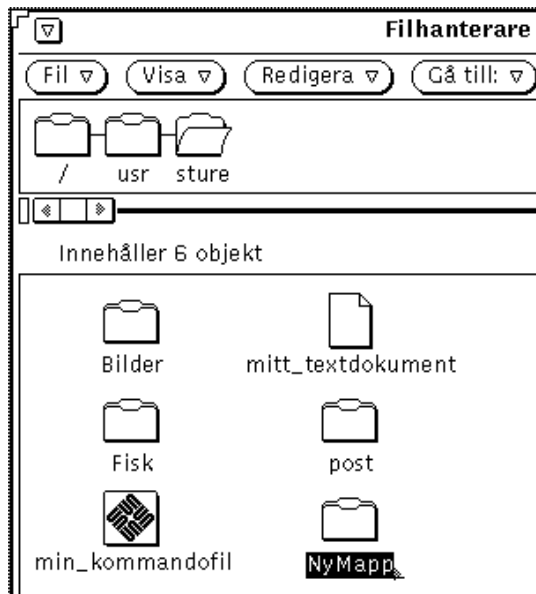 Filhanterare
Fil Visa Redigera Gå till:
/ usr sture
Innehåller 6 objekt
Bilder mitt_textdokument
Fisk post
min_kommandofil NyMapp